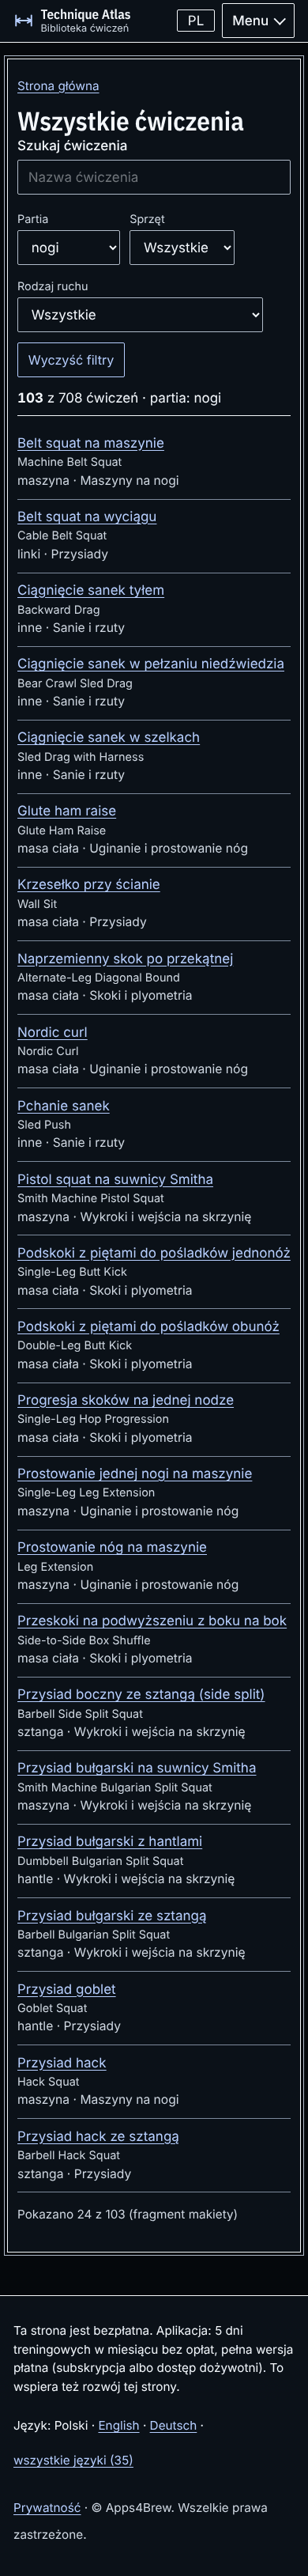 Technique Atlas
Biblioteka ćwiczeń
PL
Menu
Strona główna
Wszystkie ćwiczenia
Szukaj ćwiczenia
Nazwa ćwiczenia
Partia
Sprzęt
nogi
Wszystkie
Rodzaj ruchu
Wszystkie
Wyczyść filtry
103 z 708 ćwiczeń · partia: nogi
Belt squat na maszynie
Machine Belt Squat
maszyna · Maszyny na nogi
Belt squat na wyciągu
Cable Belt Squat
linki · Przysiady
Ciągnięcie sanek tyłem
Backward Drag
inne · Sanie i rzuty
Ciągnięcie sanek w pełzaniu niedźwiedzia
Bear Crawl Sled Drag
inne · Sanie i rzuty
Ciągnięcie sanek w szelkach
Sled Drag with Harness
inne · Sanie i rzuty
Glute ham raise
Glute Ham Raise
masa ciała · Uginanie i prostowanie nóg
Krzesełko przy ścianie
Wall Sit
masa ciała · Przysiady
Naprzemienny skok po przekątnej
Alternate-Leg Diagonal Bound
masa ciała · Skoki i plyometria
Nordic curl
Nordic Curl
masa ciała · Uginanie i prostowanie nóg
Pchanie sanek
Sled Push
inne · Sanie i rzuty
Pistol squat na suwnicy Smitha
Smith Machine Pistol Squat
maszyna · Wykroki i wejścia na skrzynię
Podskoki z piętami do pośladków jednonóż
Single-Leg Butt Kick
masa ciała · Skoki i plyometria
Podskoki z piętami do pośladków obunóż
Double-Leg Butt Kick
masa ciała · Skoki i plyometria
Progresja skoków na jednej nodze
Single-Leg Hop Progression
masa ciała · Skoki i plyometria
Prostowanie jednej nogi na maszynie
Single-Leg Leg Extension
maszyna · Uginanie i prostowanie nóg
Prostowanie nóg na maszynie
Leg Extension
maszyna · Uginanie i prostowanie nóg
Przeskoki na podwyższeniu z boku na bok
Side-to-Side Box Shuffle
masa ciała · Skoki i plyometria
Przysiad boczny ze sztangą (side split)
Barbell Side Split Squat
sztanga · Wykroki i wejścia na skrzynię
Przysiad bułgarski na suwnicy Smitha
Smith Machine Bulgarian Split Squat
maszyna · Wykroki i wejścia na skrzynię
Przysiad bułgarski z hantlami
Dumbbell Bulgarian Split Squat
hantle · Wykroki i wejścia na skrzynię
Przysiad bułgarski ze sztangą
Barbell Bulgarian Split Squat
sztanga · Wykroki i wejścia na skrzynię
Przysiad goblet
Goblet Squat
hantle · Przysiady
Przysiad hack
Hack Squat
maszyna · Maszyny na nogi
Przysiad hack ze sztangą
Barbell Hack Squat
sztanga · Przysiady
Pokazano 24 z 103 (fragment makiety)
Ta strona jest bezpłatna. Aplikacja: 5 dni
treningowych w miesiącu bez opłat, pełna wersja
płatna (subskrypcja albo dostęp dożywotni). To
wspiera też rozwój tej strony.
Język: Polski · English · Deutsch ·
wszystkie języki (35)
Prywatność · © Apps4Brew. Wszelkie prawa
zastrzeżone.